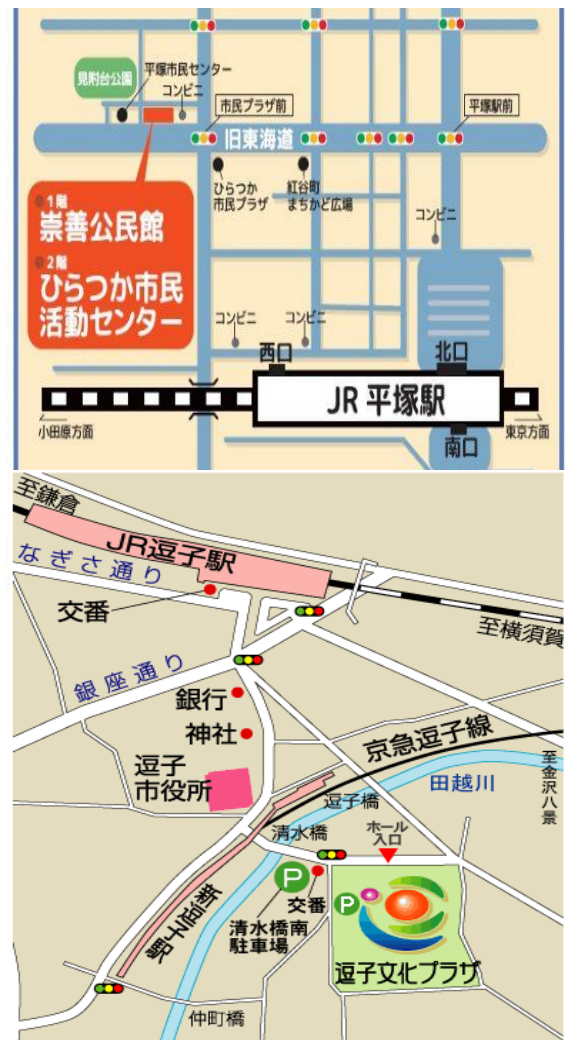 見附台公園
平塚市民センター
コンビニ
市民プラザ前
平塚駅前
旧東海道
ひらつか
市民プラザ
紅谷町
まちかど広場
コンビニ
1階
崇善公民館
2階
ひらつか市民
活動センター
コンビニ
コンビニ
西口
北口
JR 平塚駅
小田原方面
東京方面
南口
至鎌倉
JR逗子駅
なぎさ通り
交番
至横須賀
銀座通り
銀行
神社
京急逗子線
逗子
市役所
至金沢八景
田越川
逗子橋
清水橋
ホール
入口
P
交番
清水橋南
駐車場
P
新逗子駅
逗子文化プラザ
仲町橋